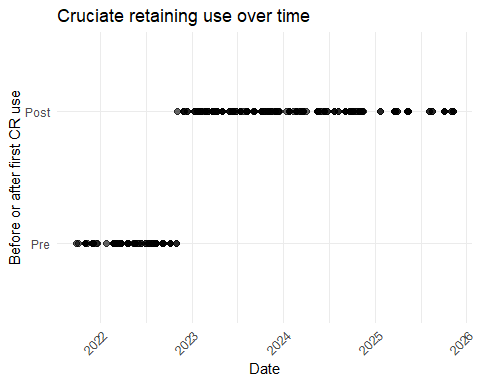 Cruciate retaining use over time
Before or after first CR use
Post
Pre
2022
2023
2024
2025
2026
Date